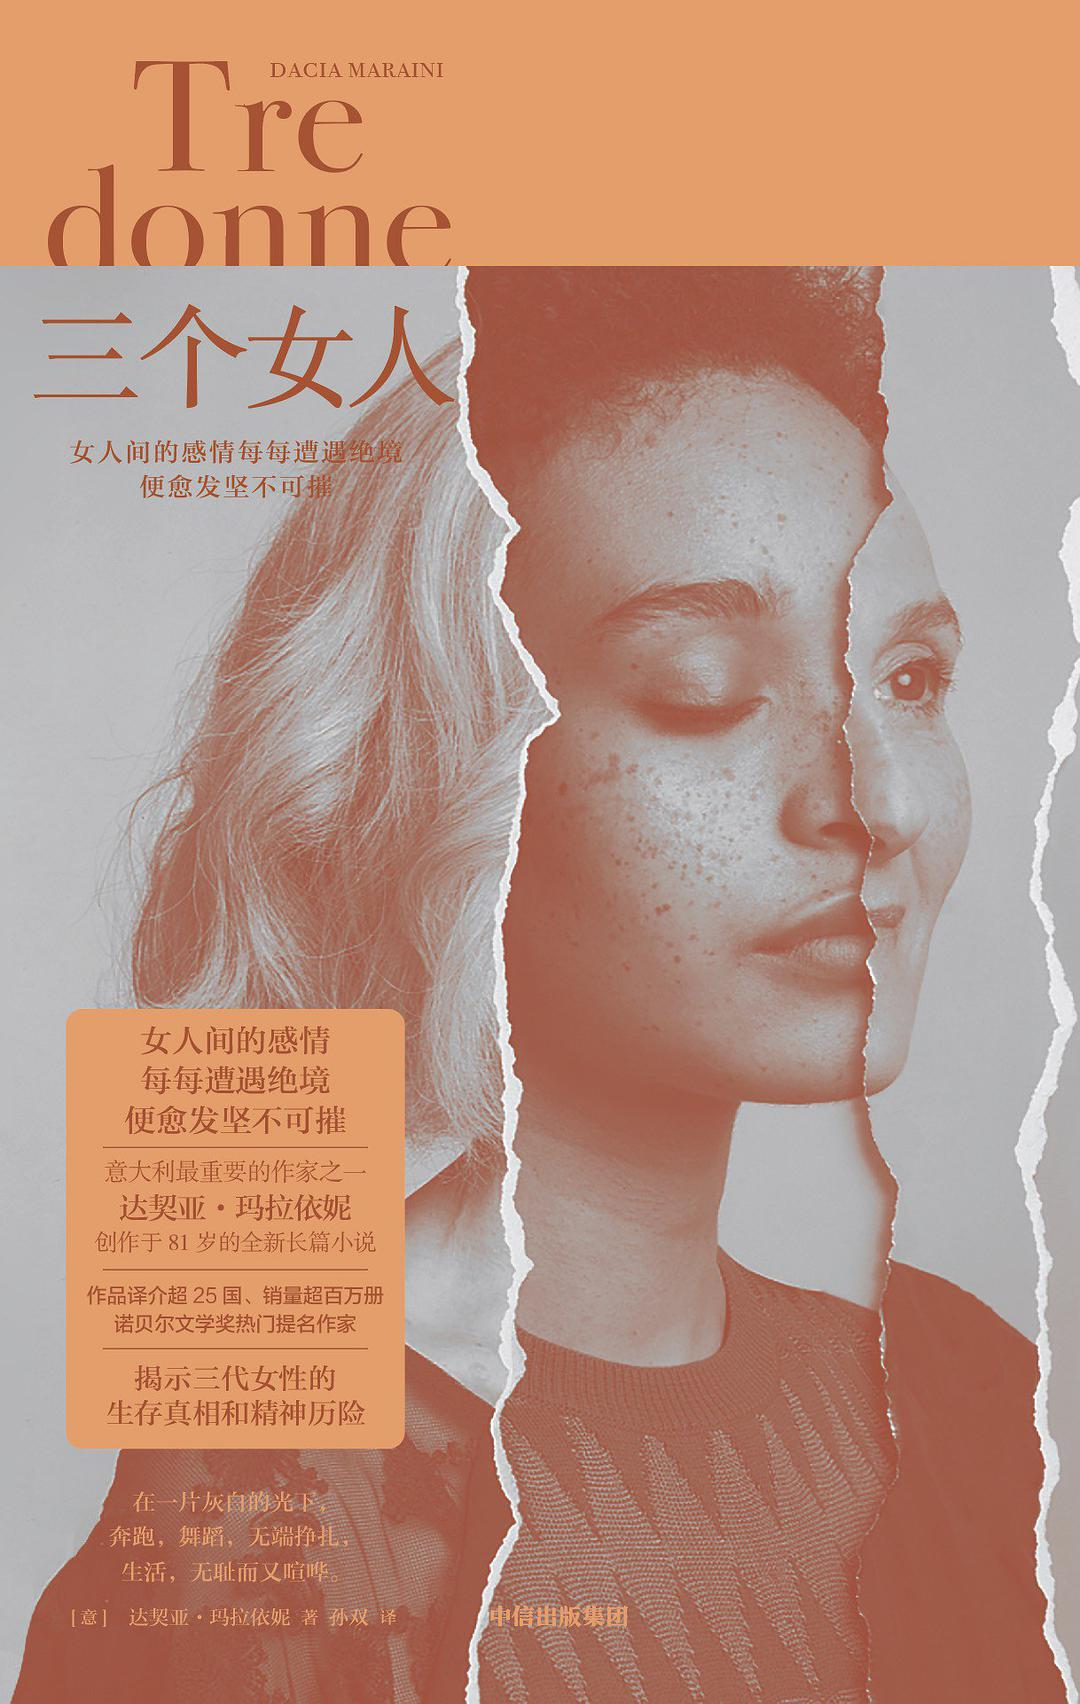 DACIA MARAINI
Tre
donne
三个女人
女人间的感情每每遭遇绝境
便愈发坚不可摧
女人间的感情
每每遭遇绝境
便愈发坚不可摧
意大利最重要的作家之一
达契亚·玛拉依妮
创作于 81 岁的全新长篇小说
作品译介超 25 国、销量超百万册
诺贝尔文学奖热门提名作家
揭示三代女性的
生存真相和精神历险
在一片灰白的光下，
奔跑，舞蹈，无端挣扎，
生活，无耻而又喧哗。
［意］ 达契亚·玛拉依妮 著 孙双 译
中信出版集团